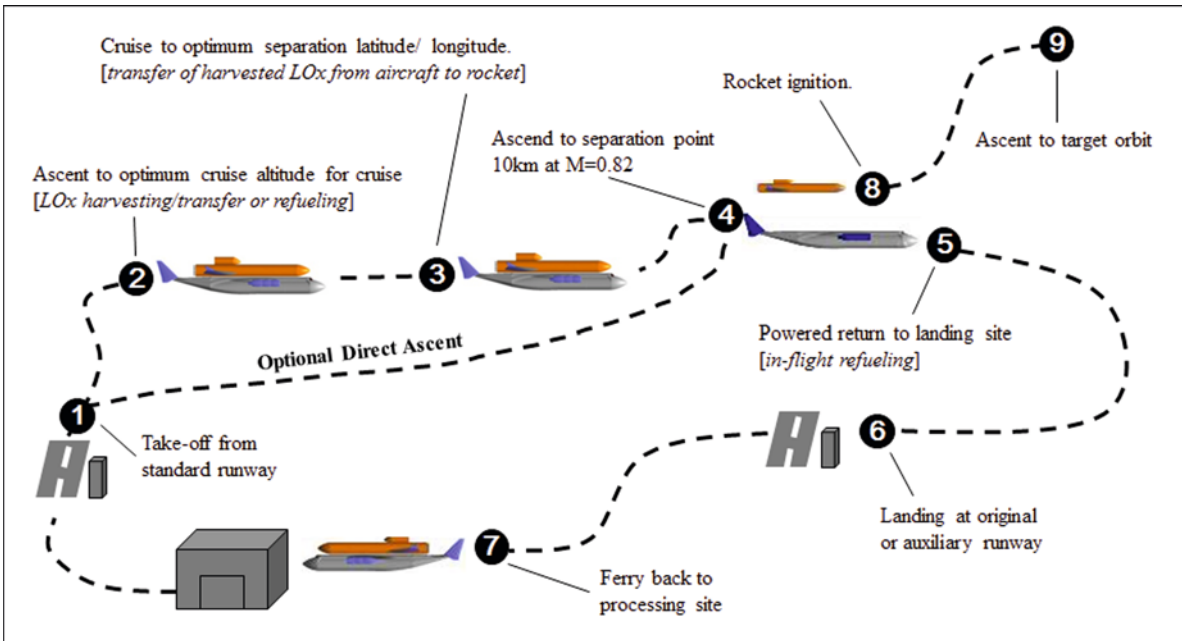 Cruise to optimum separation latitude/ longitude.
[transfer of harvested LOx from aircraft to rocket]
9
Rocket ignition.
Ascend to separation point
10km at M=0.82
Ascent to target orbit
Ascent to optimum cruise altitude for cruise
[LOx harvesting/transfer or refueling]
8
4
5
2
3
Powered return to landing site
[in-flight refueling]
Optional Direct Ascent
1
Take-off from
standard runway
6
Landing at original
or auxiliary runway
7
Ferry back to
processing site